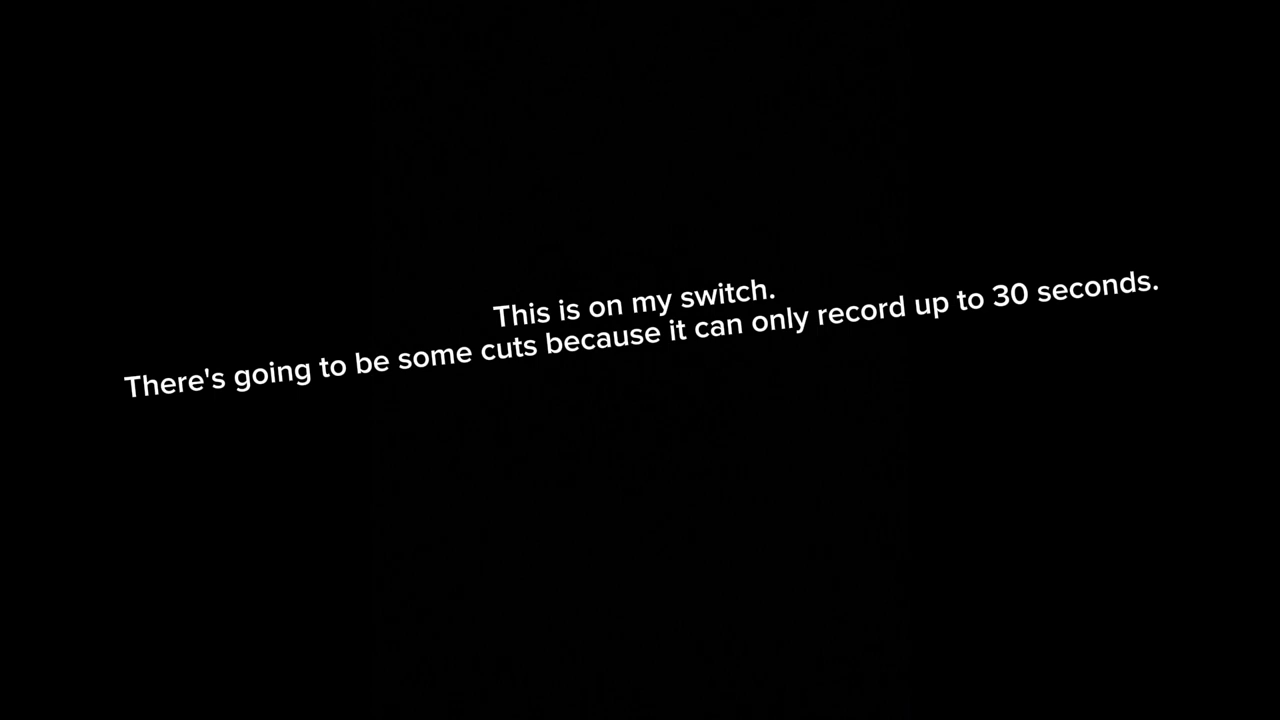 This is on my switch.
There's going to be some cuts because it can only record up to 30 seconds.